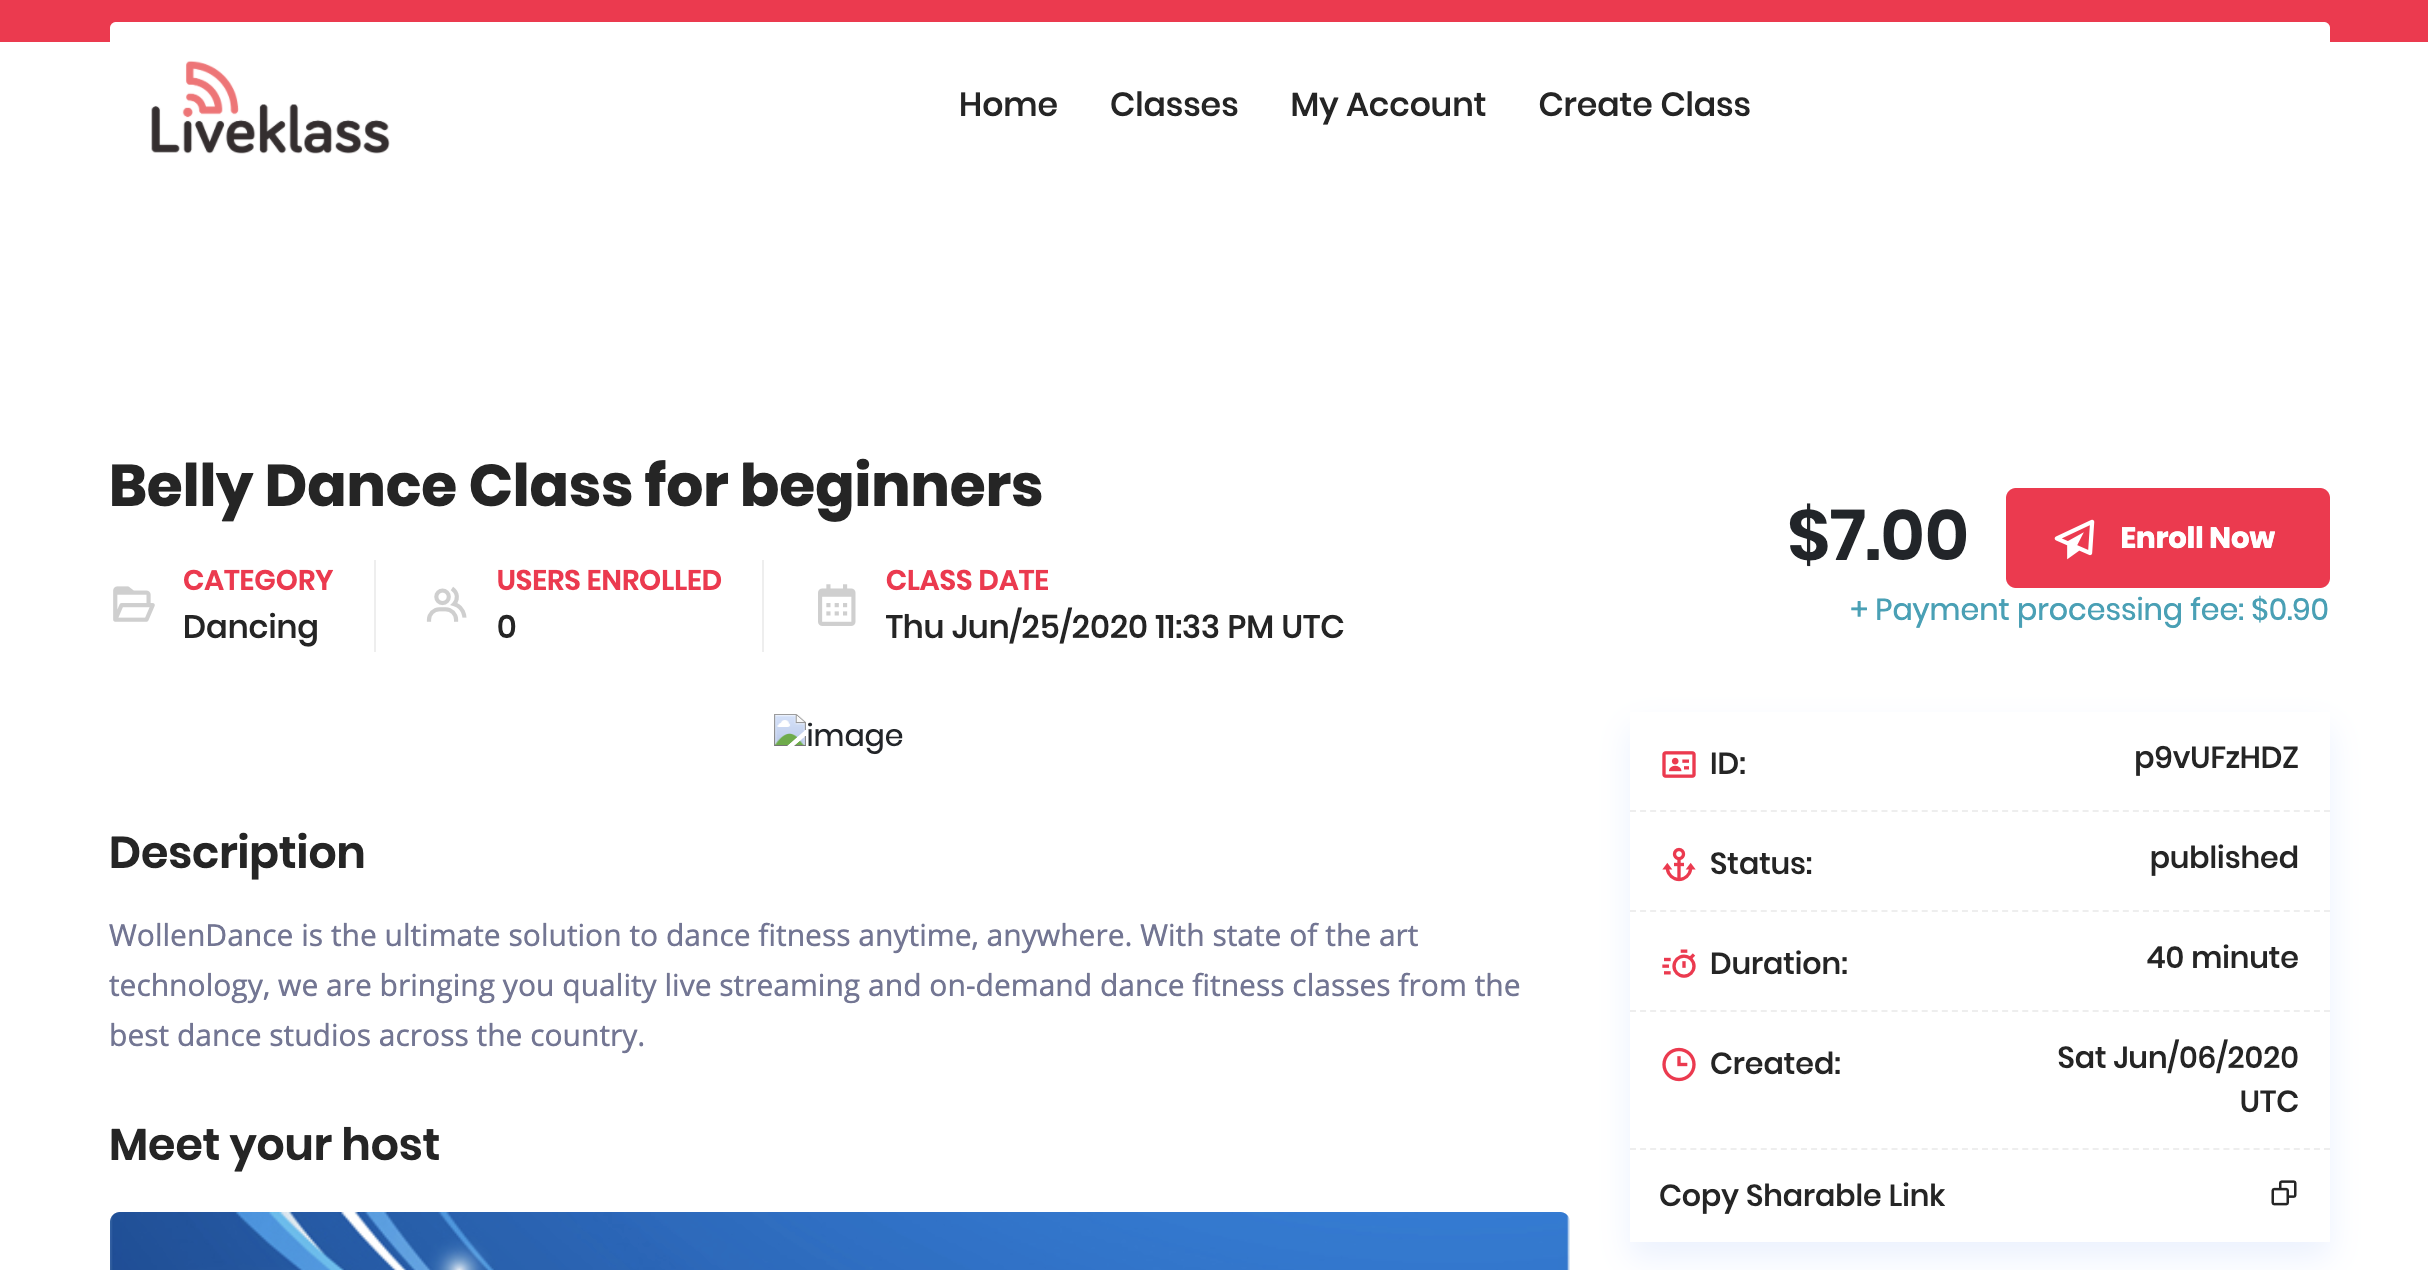 Liveklass
Home Classes My Account Create Class
Belly Dance Class for beginners
CATEGORY
Dancing
USERS ENROLLED
0
CLASS DATE
Thu Jun/25/2020 11:33 PM UTC
$7.00
Enroll Now
+ Payment processing fee: $0.90
image
Description
WollenDance is the ultimate solution to dance fitness anytime, anywhere. With state of the art
technology, we are bringing you quality live streaming and on-demand dance fitness classes from the
best dance studios across the country.
Meet your host
ID: p9vUFzHDZ
Status: published
Duration: 40 minute
Created: Sat Jun/06/2020
UTC
Copy Sharable Link